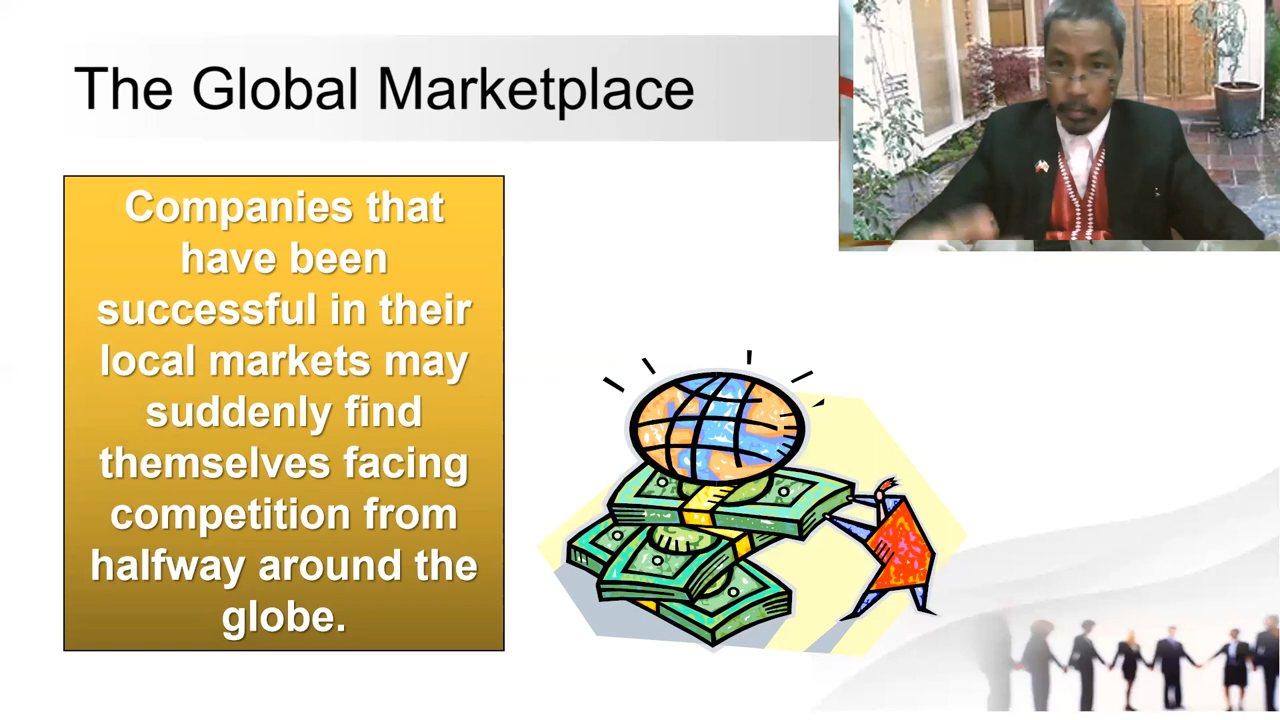 The Global Marketplace
Companies that
have been
successful in their
local markets may
suddenly find
themselves facing
competition from
halfway around the
globe.